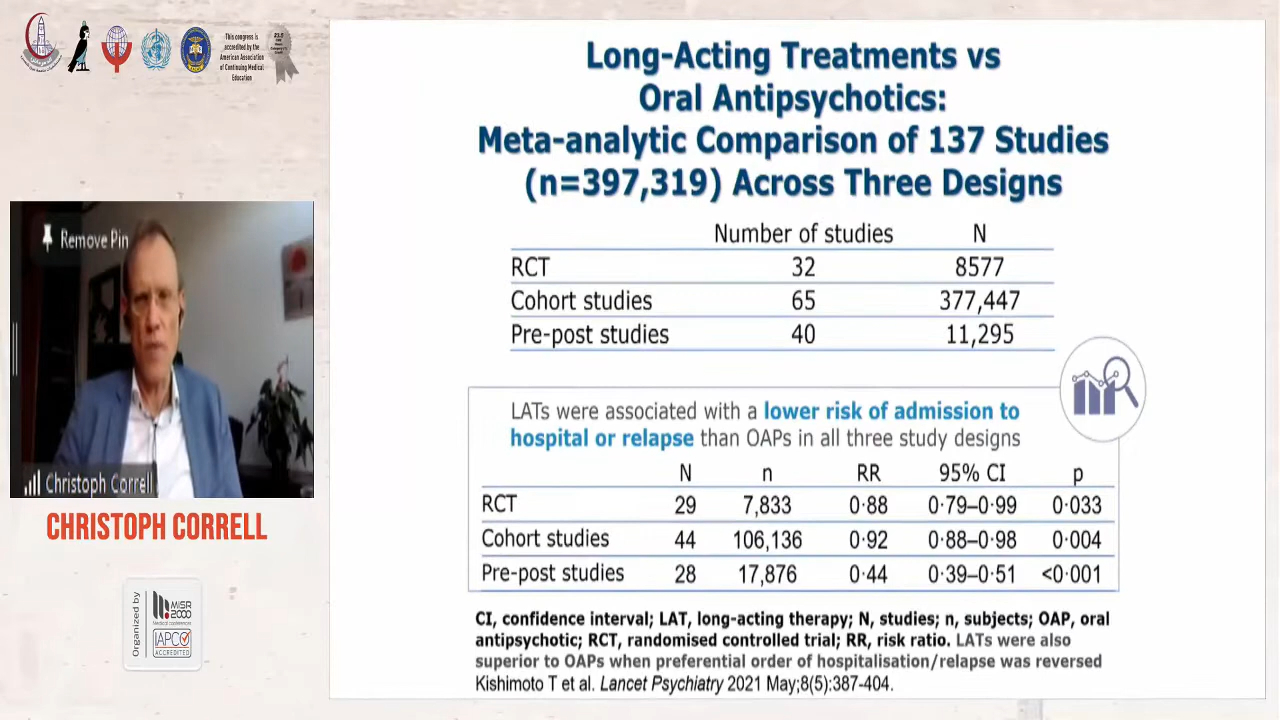 This congress is
accredited by the
American Association
of Continuing Medical
Education
Remove Pin
Christoph Correll
CHRISTOPH CORRELL
Organized by
MISR
2000
Medical conferences
IAPCO
ACCREDITED
Long-Acting Treatments vs
Oral Antipsychotics:
Meta-analytic Comparison of 137 Studies
(n=397,319) Across Three Designs
Number of studies N
RCT 32 8577
Cohort studies 65 377,447
Pre-post studies 40 11,295
LATs were associated with a lower risk of admission to
hospital or relapse than OAPs in all three study designs
N n RR 95% CI p
RCT 29 7,833 0·88 0·79–0·99 0·033
Cohort studies 44 106,136 0·92 0·88–0·98 0·004
Pre-post studies 28 17,876 0·44 0·39–0·51 <0·001
CI, confidence interval; LAT, long-acting therapy; N, studies; n, subjects; OAP, oral
antipsychotic; RCT, randomised controlled trial; RR, risk ratio. LATs were also
superior to OAPs when preferential order of hospitalisation/relapse was reversed
Kishimoto T et al. Lancet Psychiatry 2021 May;8(5):387-404.